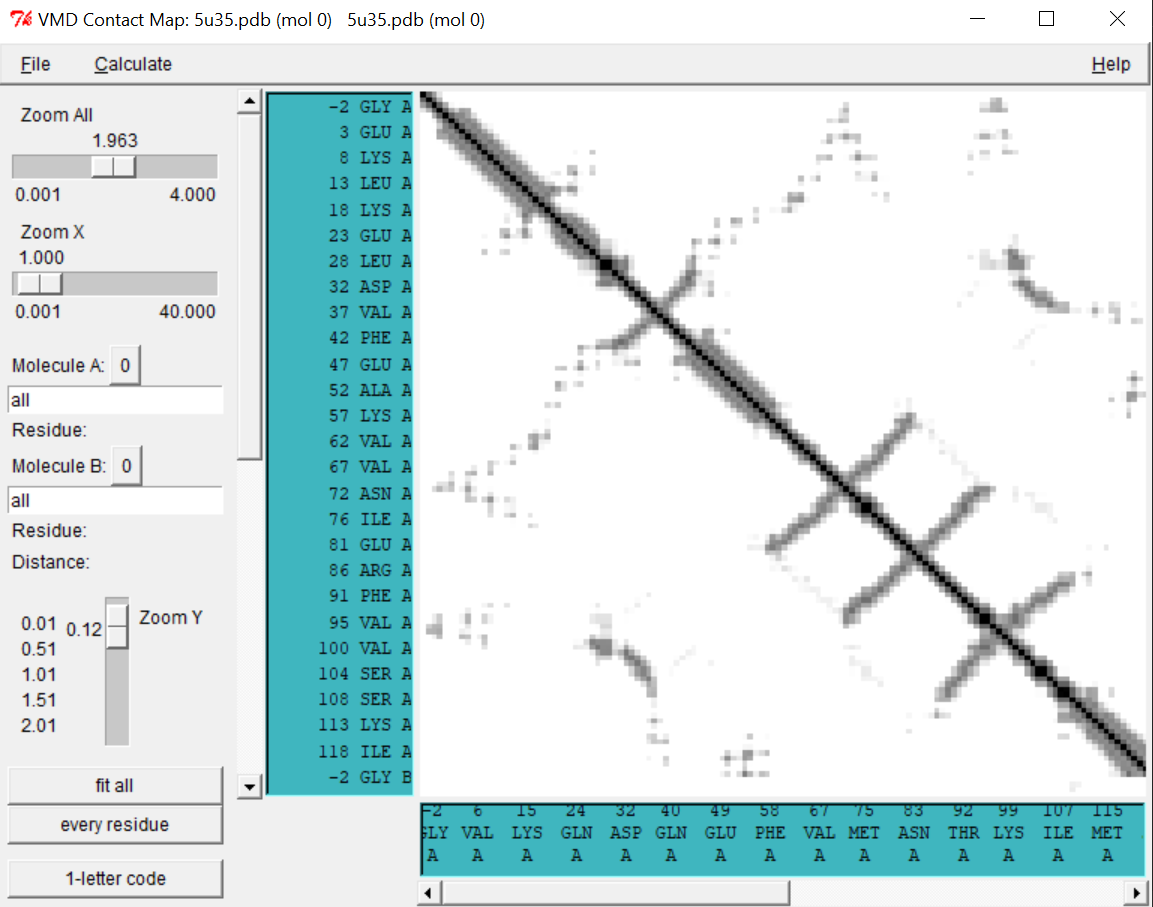 VMD Contact Map: 5u35.pdb (mol 0)   5u35.pdb (mol 0)
File Calculate Help
Zoom All
1.963
0.001 4.000
Zoom X
1.000
0.001 40.000
Molecule A: 0
all
Residue:
Molecule B: 0
all
Residue:
Distance:
0.01
0.51
1.01
1.51
2.01
0.12
Zoom Y
fit all
every residue
1-letter code
-2 GLY A
3 GLU A
8 LYS A
13 LEU A
18 LYS A
23 GLU A
28 LEU A
32 ASP A
37 VAL A
42 PHE A
47 GLU A
52 ALA A
57 LYS A
62 VAL A
67 VAL A
72 ASN A
76 ILE A
81 GLU A
86 ARG A
91 PHE A
95 VAL A
100 VAL A
104 SER A
108 SER A
113 LYS A
118 ILE A
-2 GLY B
-2 6 15 24 32 40 49 58 67 75 83 92 99 107 115
GLY VAL LYS GLN ASP GLN GLU PHE VAL MET ASN THR LYS ILE MET
A A A A A A A A A A A A A A A